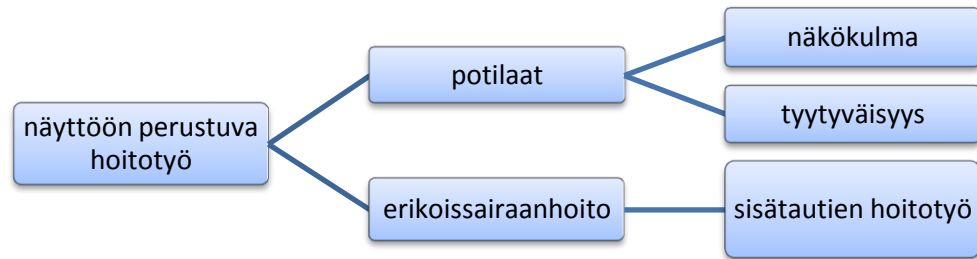 näyttöön perustuva
hoitotyö
potilaat
näkökulma
tyytyväisyys
erikoissairaanhoito
sisätautien hoitotyö